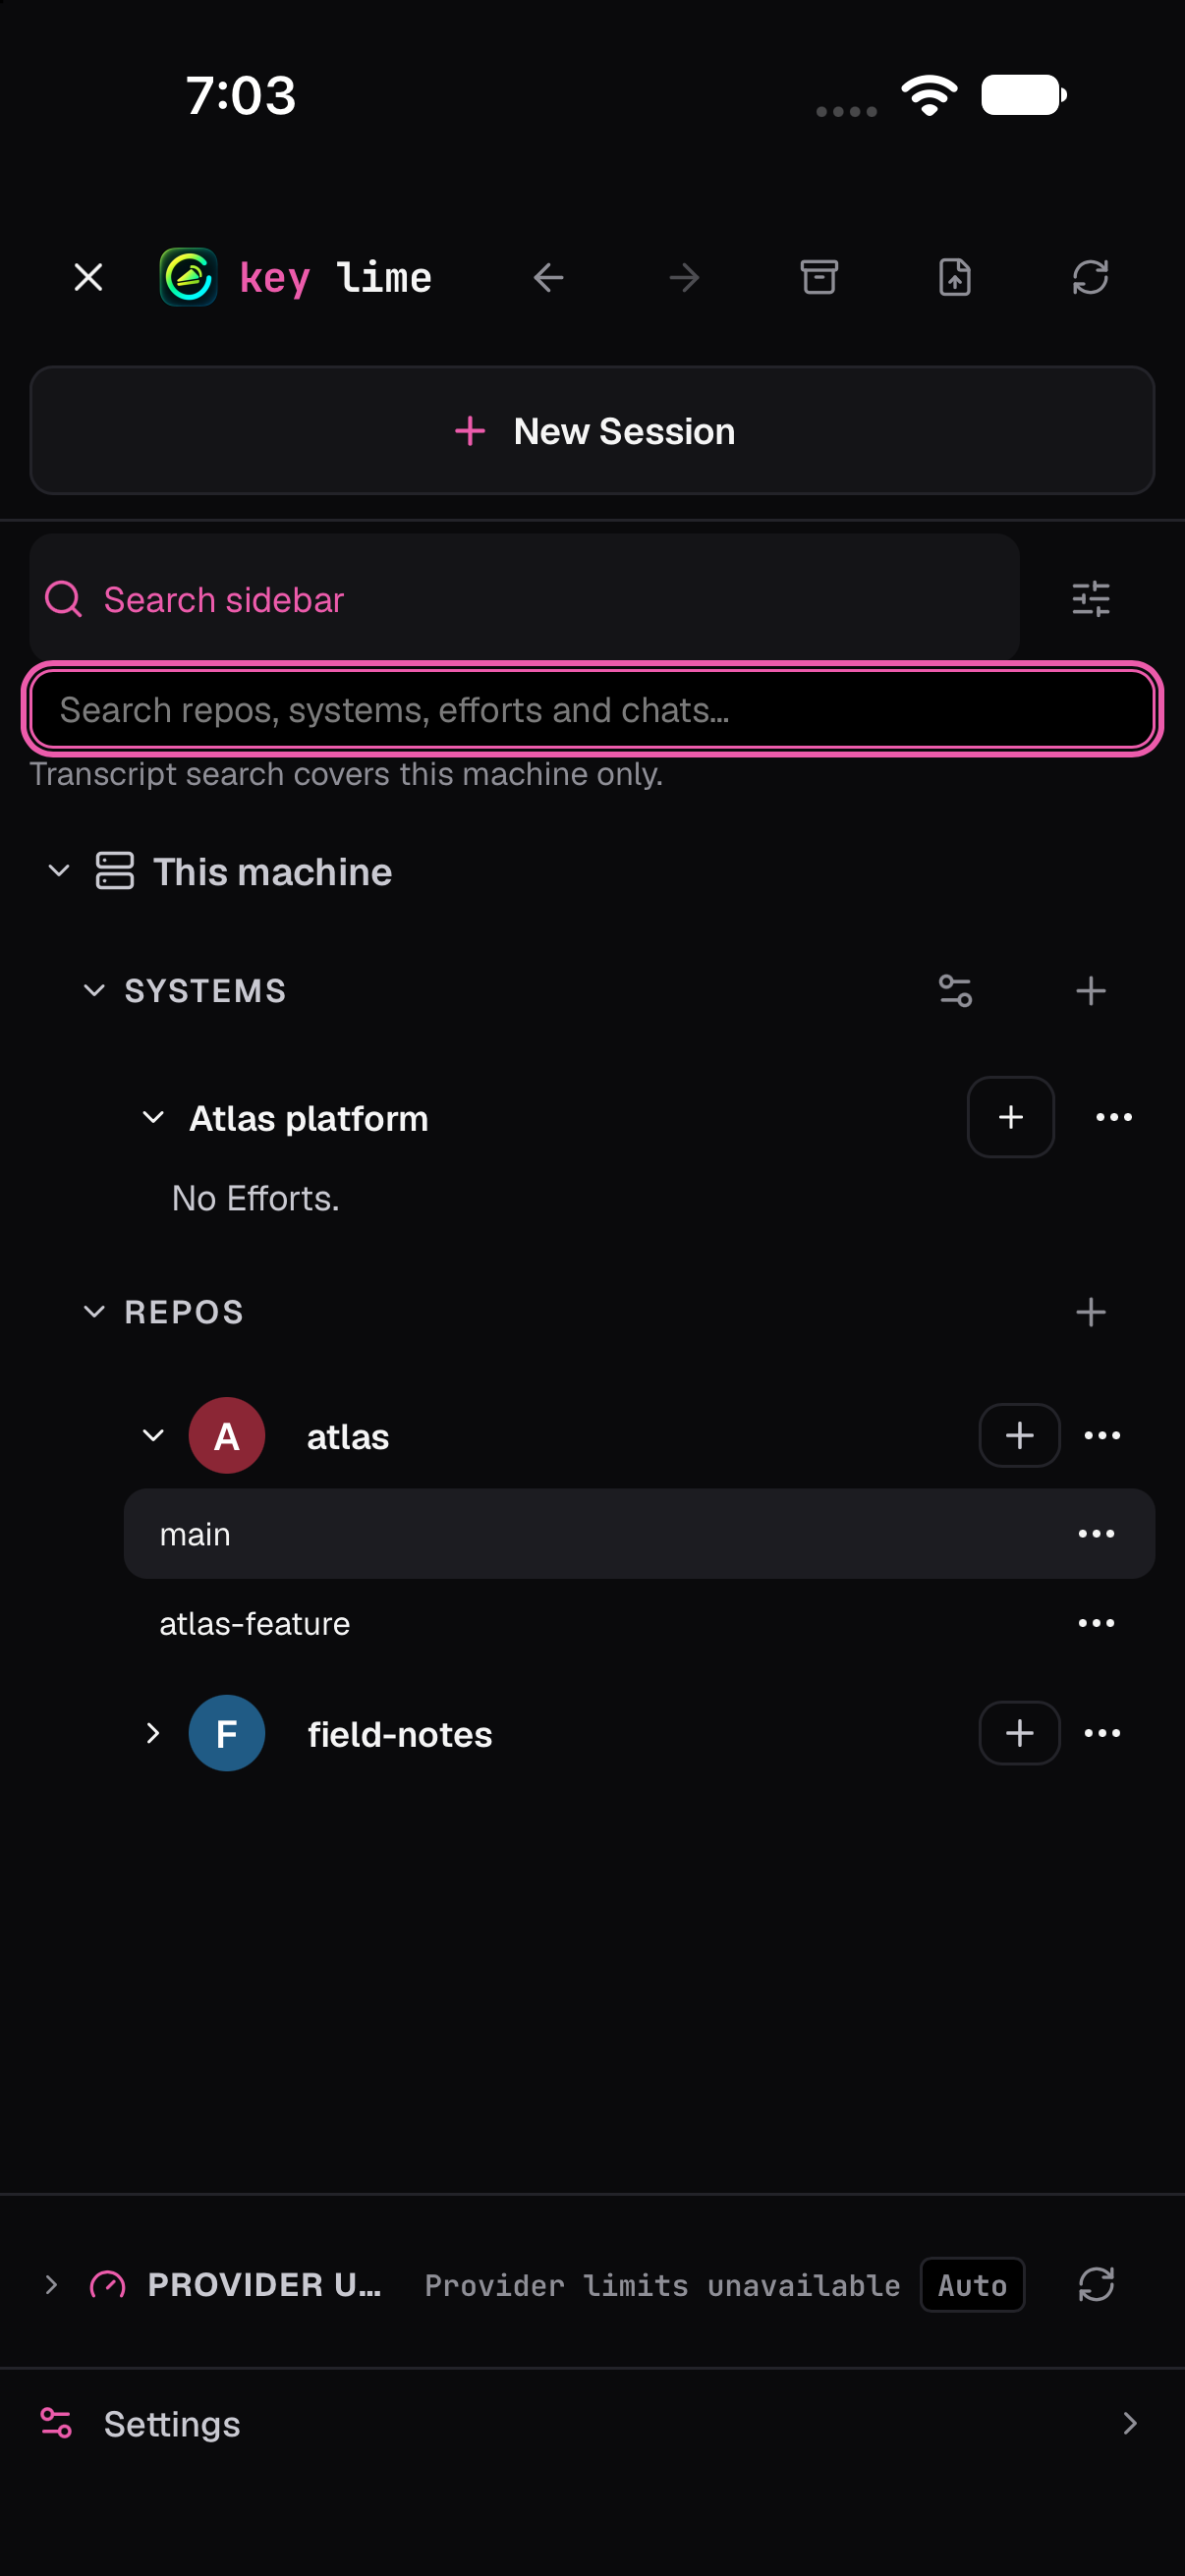 7:03
key lime
New Session
Search sidebar
Search repos, systems, efforts and chats…
Transcript search covers this machine only.
This machine
SYSTEMS
Atlas platform
No Efforts.
REPOS
A atlas
main
atlas-feature
F field-notes
PROVIDER U… Provider limits unavailable Auto
Settings